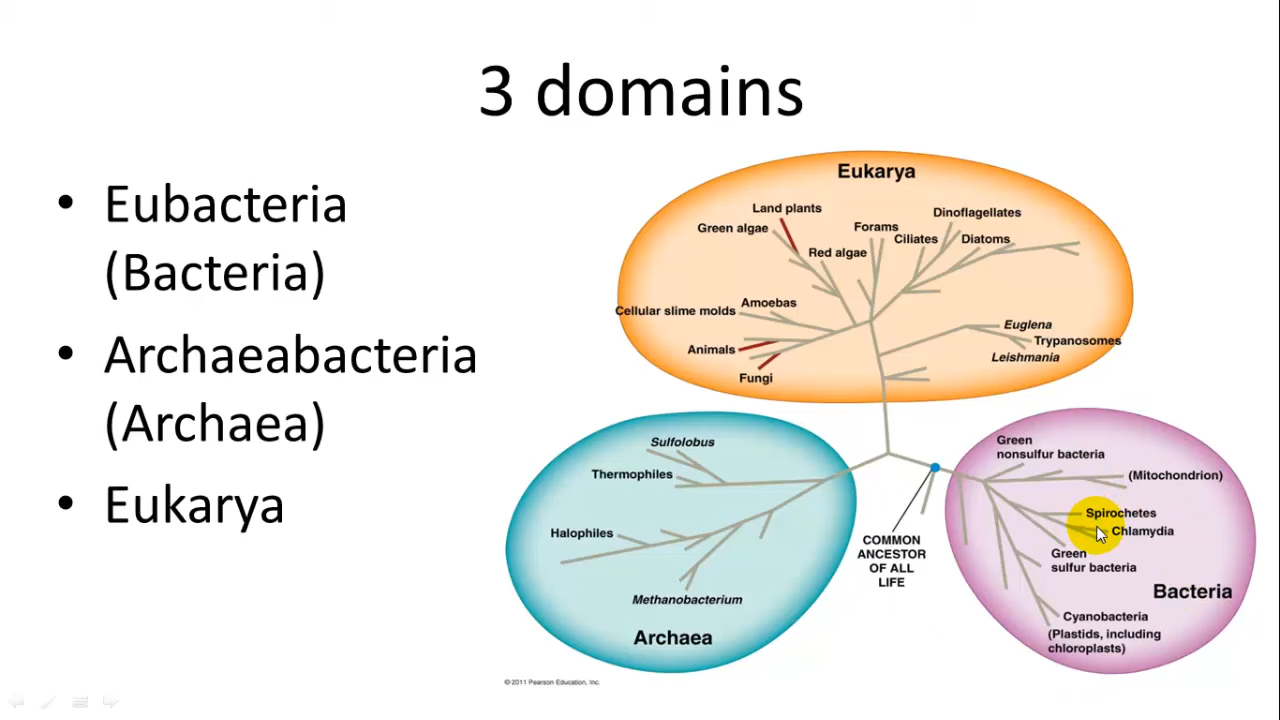 3 domains
• Eubacteria
(Bacteria)
• Archaeabacteria
(Archaea)
• Eukarya
Eukarya
Land plants
Green algae
Red algae
Forams
Ciliates
Dinoflagellates
Diatoms
Cellular slime molds
Amoebas
Animals
Fungi
Euglena
Trypanosomes
Leishmania
Sulfolobus
Thermophiles
Halophiles
Methanobacterium
Archaea
COMMON
ANCESTOR
OF ALL
LIFE
Green
nonsulfur bacteria
(Mitochondrion)
Spirochetes
Chlamydia
Green
sulfur bacteria
Bacteria
Cyanobacteria
(Plastids, including
chloroplasts)
© 2011 Pearson Education, Inc.